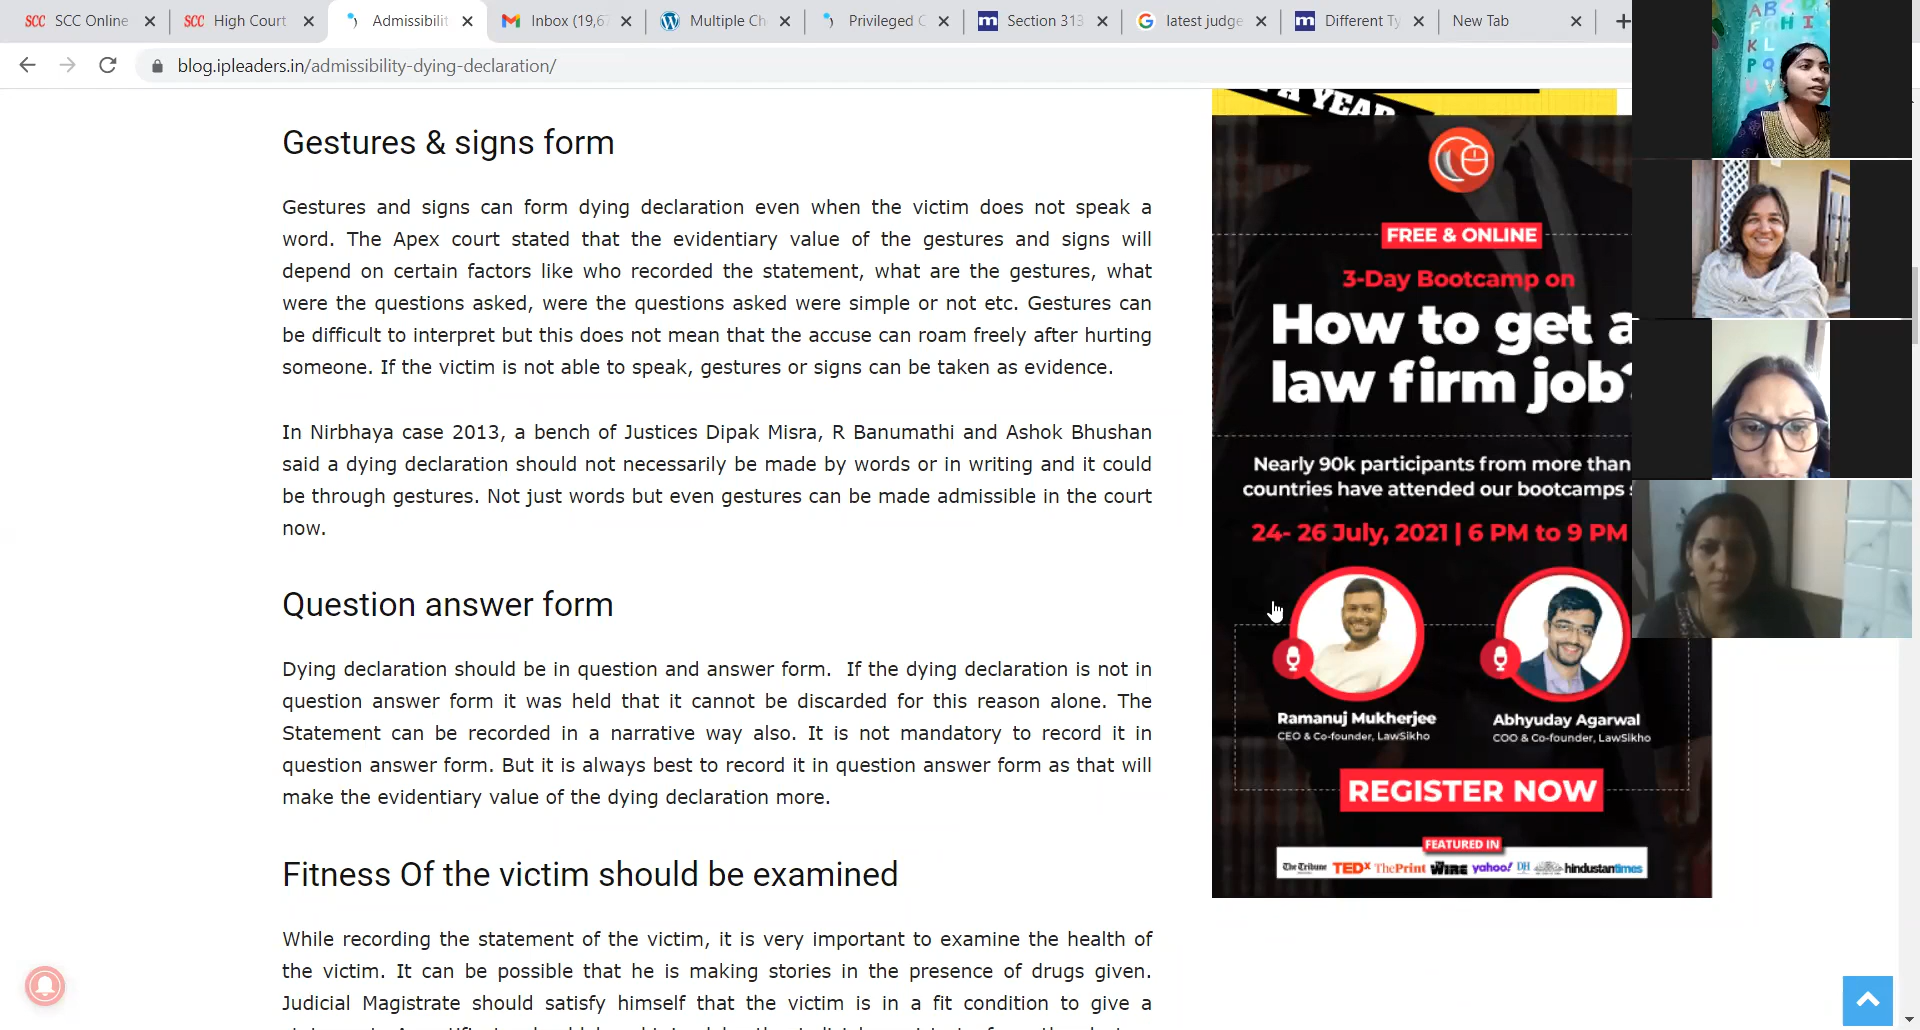 SCC SCC Online
SCC High Court
Admissibilit
Inbox (19,67
Multiple Ch
Privileged C
m Section 313
G latest judge
m Different Ty
New Tab
blog.ipleaders.in/admissibility-dying-declaration/
Gestures & signs form
Gestures and signs can form dying declaration even when the victim does not speak a
word. The Apex court stated that the evidentiary value of the gestures and signs will
depend on certain factors like who recorded the statement, what are the gestures, what
were the questions asked, were the questions asked were simple or not etc. Gestures can
be difficult to interpret but this does not mean that the accuse can roam freely after hurting
someone. If the victim is not able to speak, gestures or signs can be taken as evidence.
In Nirbhaya case 2013, a bench of Justices Dipak Misra, R Banumathi and Ashok Bhushan
said a dying declaration should not necessarily be made by words or in writing and it could
be through gestures. Not just words but even gestures can be made admissible in the court
now.
Question answer form
Dying declaration should be in question and answer form.  If the dying declaration is not in
question answer form it was held that it cannot be discarded for this reason alone. The
Statement can be recorded in a narrative way also. It is not mandatory to record it in
question answer form. But it is always best to record it in question answer form as that will
make the evidentiary value of the dying declaration more.
Fitness Of the victim should be examined
While recording the statement of the victim, it is very important to examine the health of
the victim. It can be possible that he is making stories in the presence of drugs given.
Judicial Magistrate should satisfy himself that the victim is in a fit condition to give a
A YEAR
FREE & ONLINE
3-Day Bootcamp on
How to get a
law firm job?
Nearly 90k participants from more than
countries have attended our bootcamps s
24- 26 July, 2021 | 6 PM to 9 PM
Ramanuj Mukherjee
CEO & Co-founder, LawSikho
Abhyuday Agarwal
COO & Co-founder, LawSikho
REGISTER NOW
FEATURED IN
The Tribune TEDx ThePrint THE WIRE yahoo! DH hindustantimes